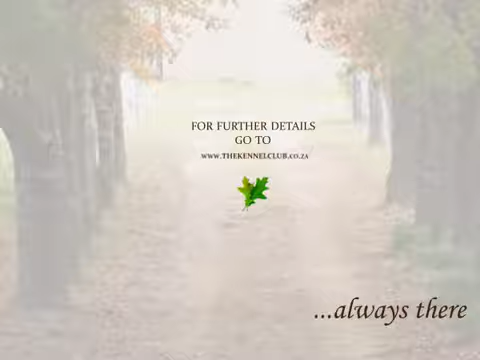 FOR FURTHER DETAILS
GO TO
WWW.THEKENNELCLUB.CO.ZA
...always there